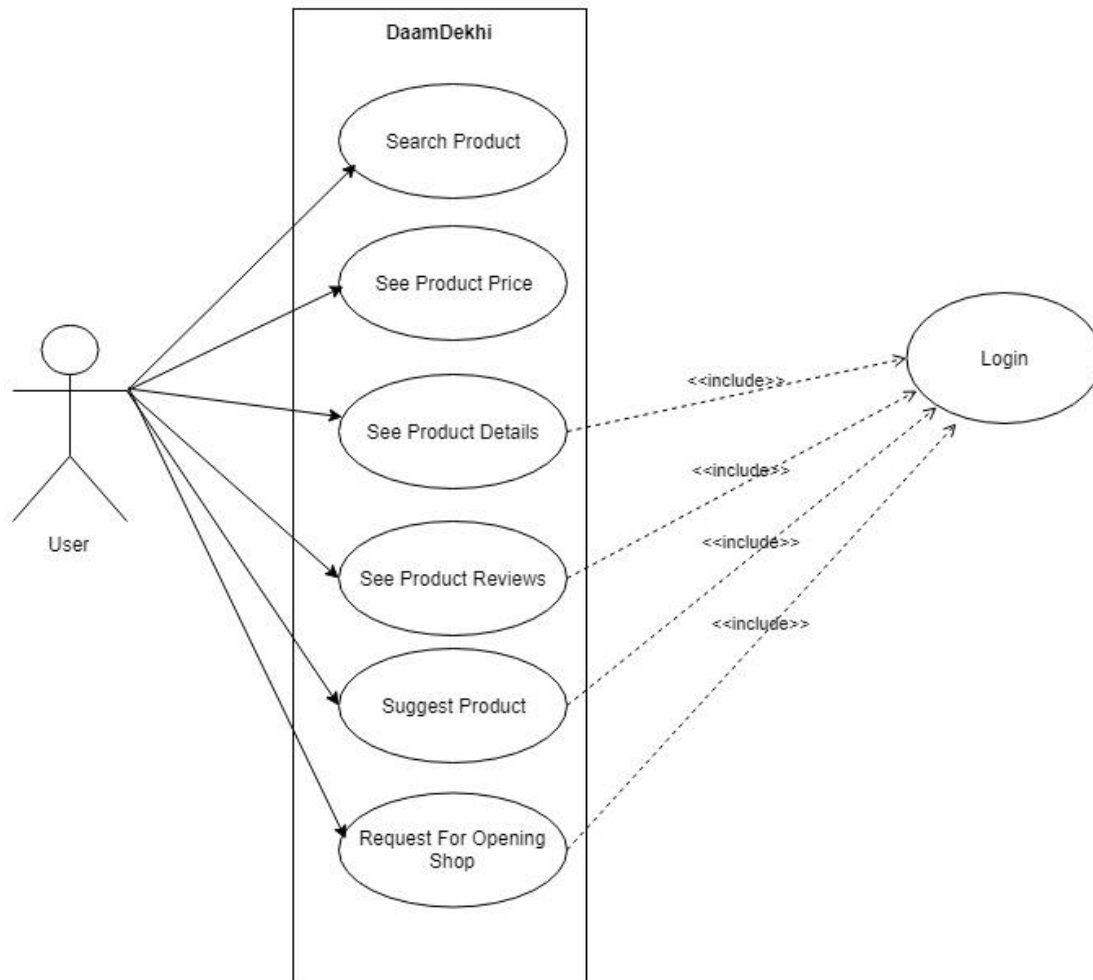 DaamDekhi
Search Product
See Product Price
Login
<<include>>
See Product Details
<<include>>
<<include>>
User
See Product Reviews
<<include>>
Suggest Product
Request For Opening
Shop